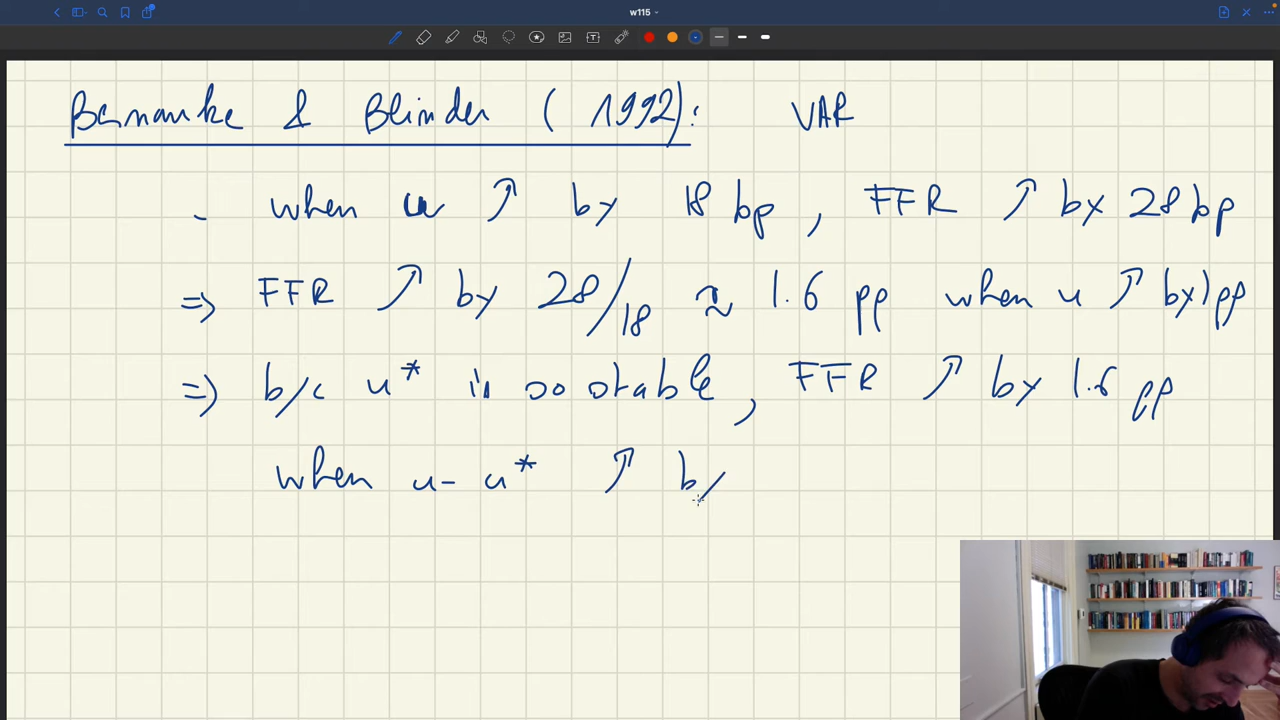 w115
Bernanke & Blinder (1992): VAR
- when u ↗ by 18 bp, FFR ↗ by 28 bp
=> FFR ↗ by 28/18 ≈ 1.6 pp when u ↗ by 1 pp
=> b/c u* is so stable, FFR ↗ by 1.6 pp
when u - u* ↗ by